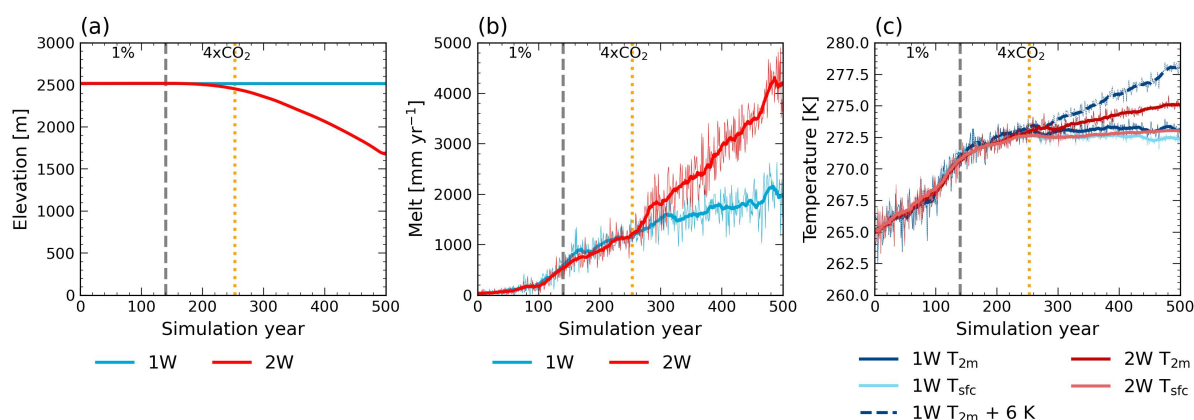 (a)
Elevation [m]
3000
2500
2000
1500
1000
500
0
1%
4xCO₂
0 100 200 300 400 500
Simulation year
1W 2W
(b)
Melt [mm yr⁻¹]
5000
4000
3000
2000
1000
0
1%
4xCO₂
0 100 200 300 400 500
Simulation year
1W 2W
(c)
Temperature [K]
280.0
277.5
275.0
272.5
270.0
267.5
265.0
262.5
260.0
1%
4xCO₂
0 100 200 300 400 500
Simulation year
1W T₂ₘ 2W T₂ₘ
1W Tsfc 2W Tsfc
1W T₂ₘ + 6 K